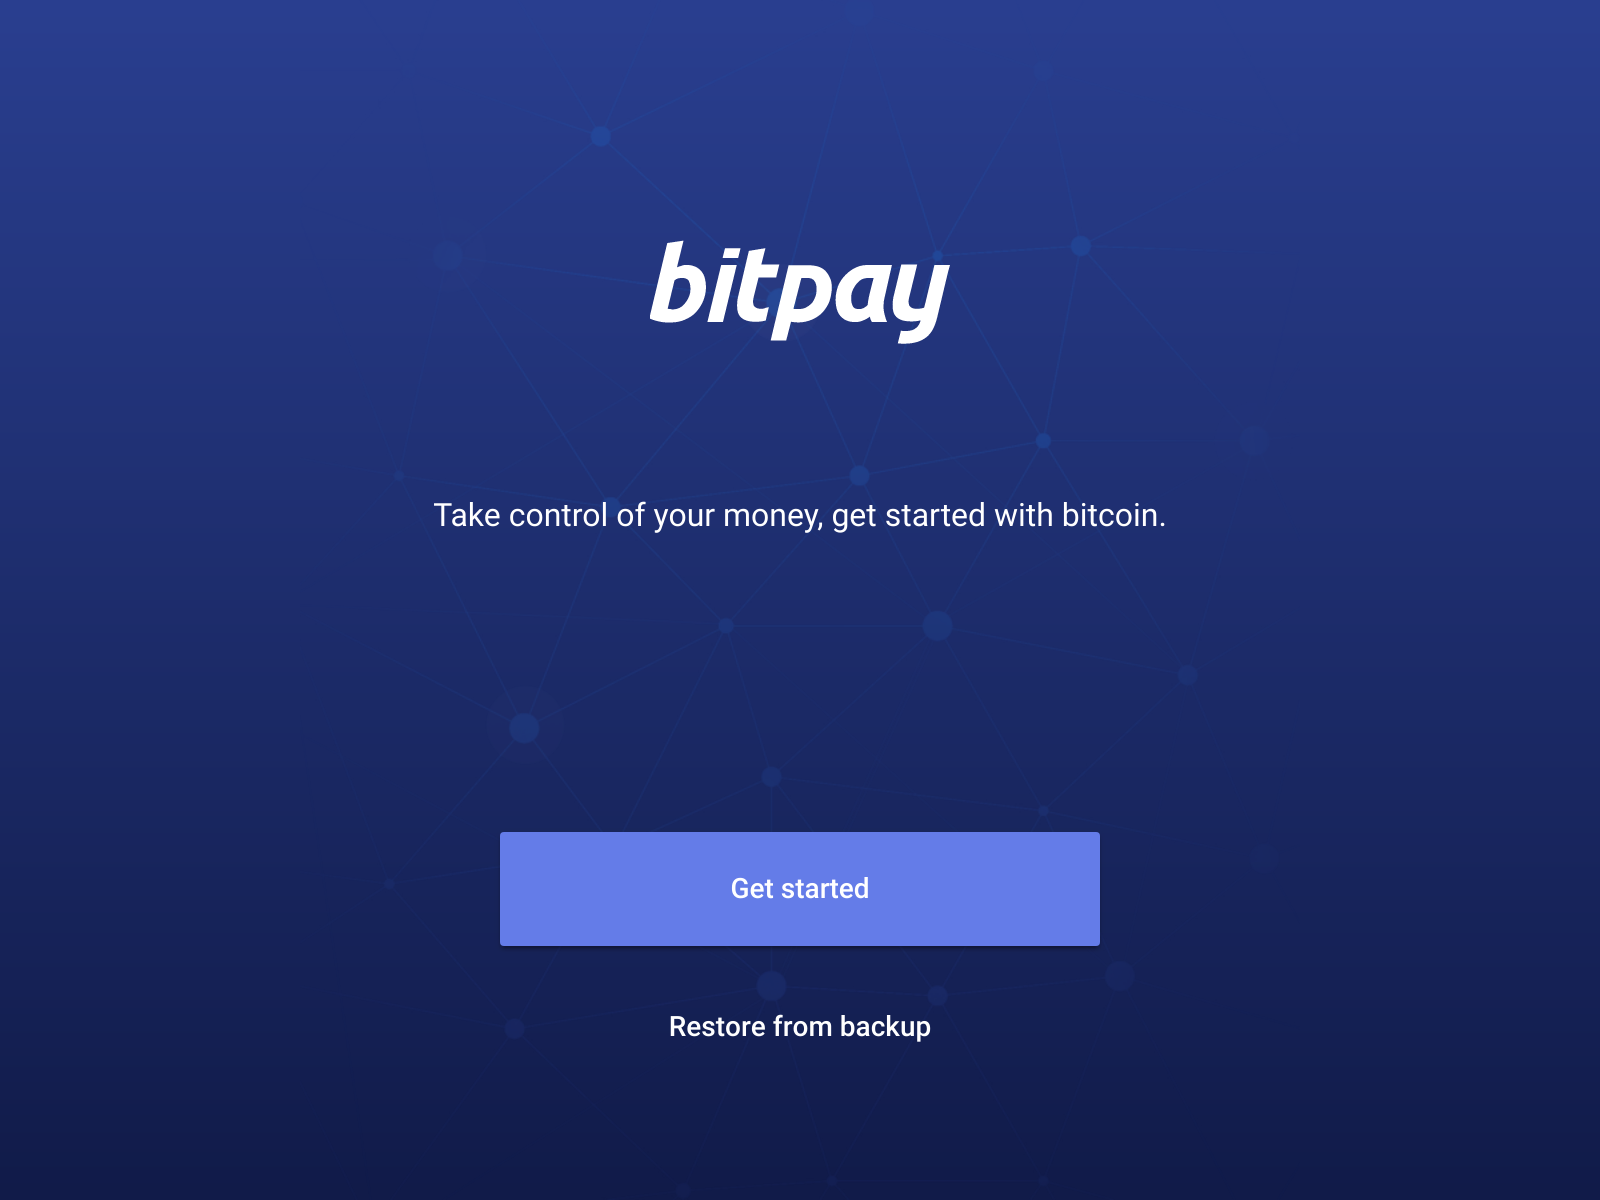 bitpay
Take control of your money, get started with bitcoin.
Get started
Restore from backup